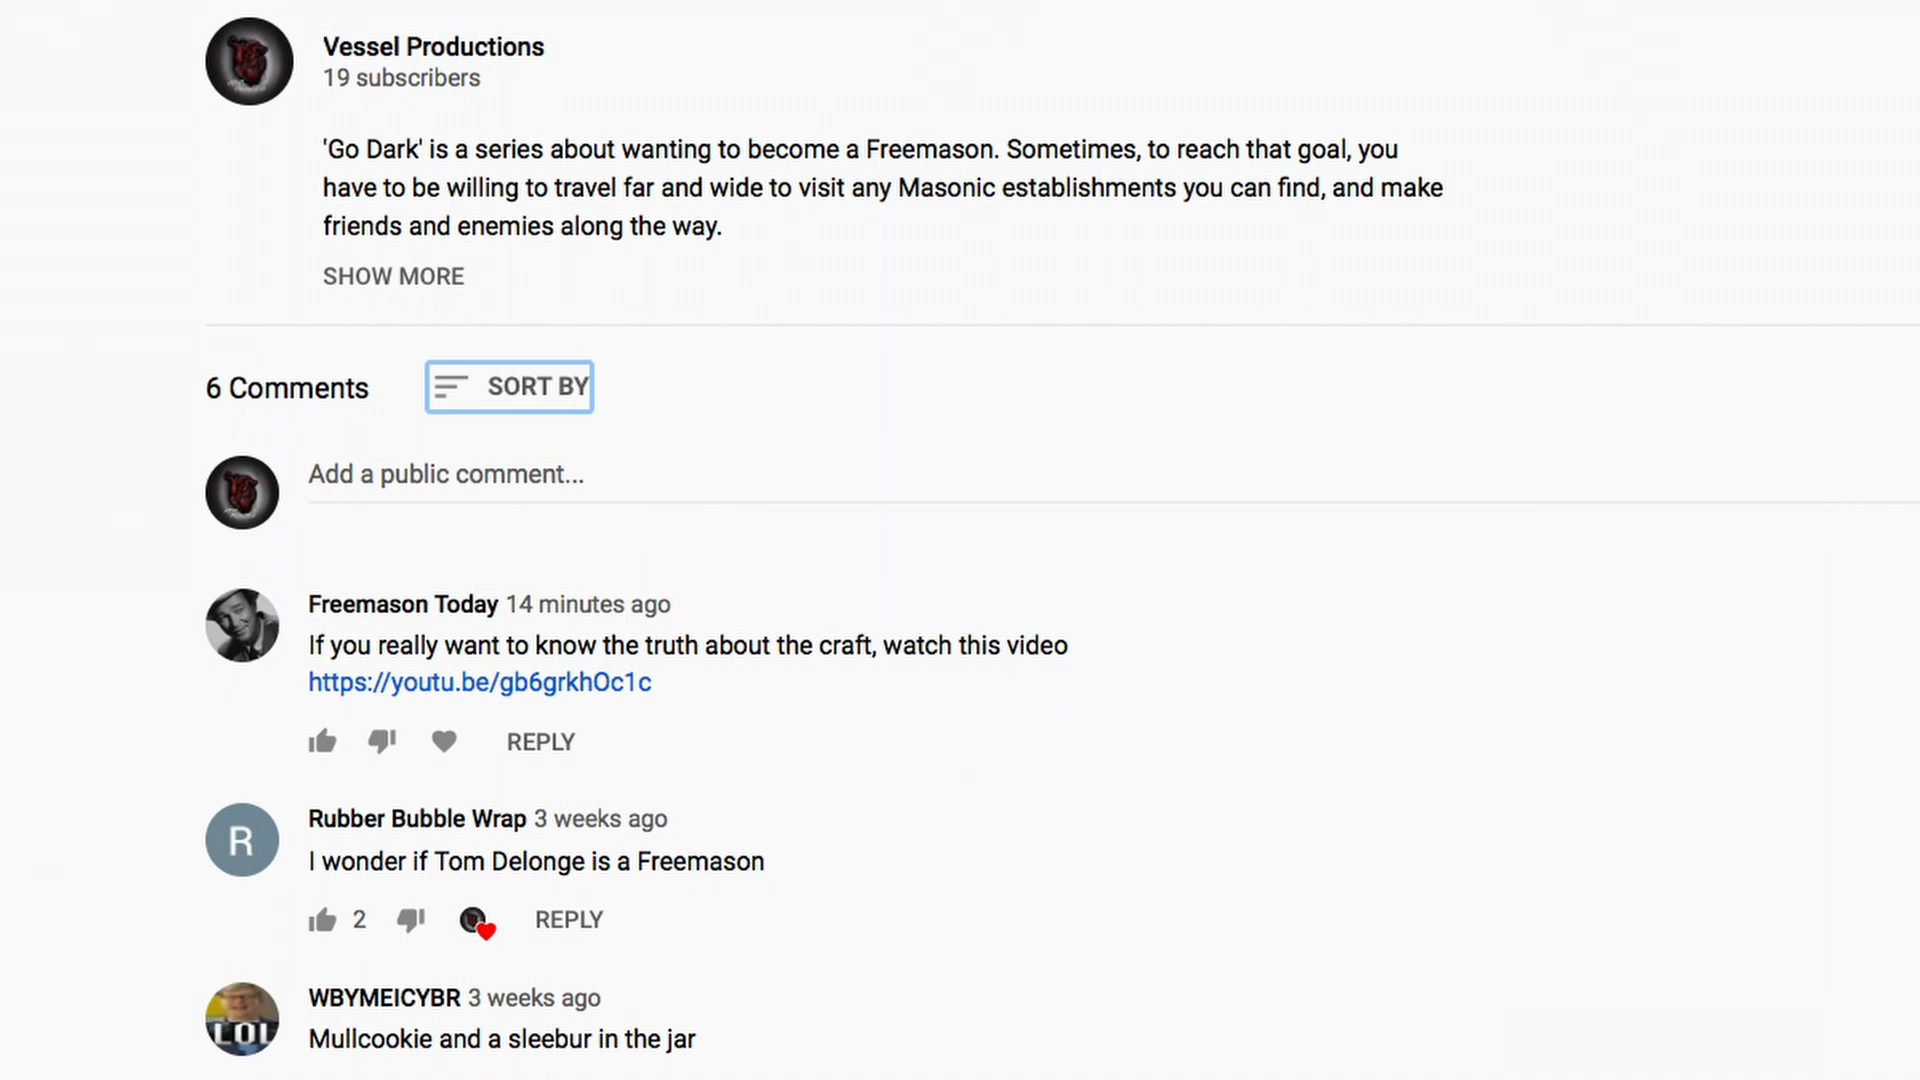 Vessel Productions
19 subscribers
'Go Dark' is a series about wanting to become a Freemason. Sometimes, to reach that goal, you
have to be willing to travel far and wide to visit any Masonic establishments you can find, and make
friends and enemies along the way.
SHOW MORE
6 Comments
SORT BY
Add a public comment...
Freemason Today 14 minutes ago
If you really want to know the truth about the craft, watch this video
https://youtu.be/gb6grkhOc1c
REPLY
R
Rubber Bubble Wrap 3 weeks ago
I wonder if Tom Delonge is a Freemason
2
REPLY
LOL
WBYMEICYBR 3 weeks ago
Mullcookie and a sleebur in the jar